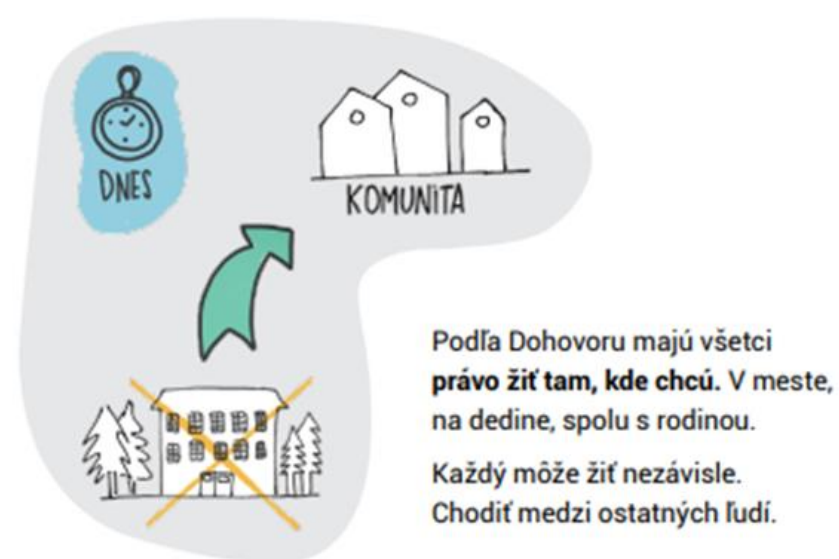 DNES
KOMUNITA
Podľa Dohovoru majú všetci
právo žiť tam, kde chcú. V meste,
na dedine, spolu s rodinou.
Každý môže žiť nezávisle.
Chodiť medzi ostatných ľudí.